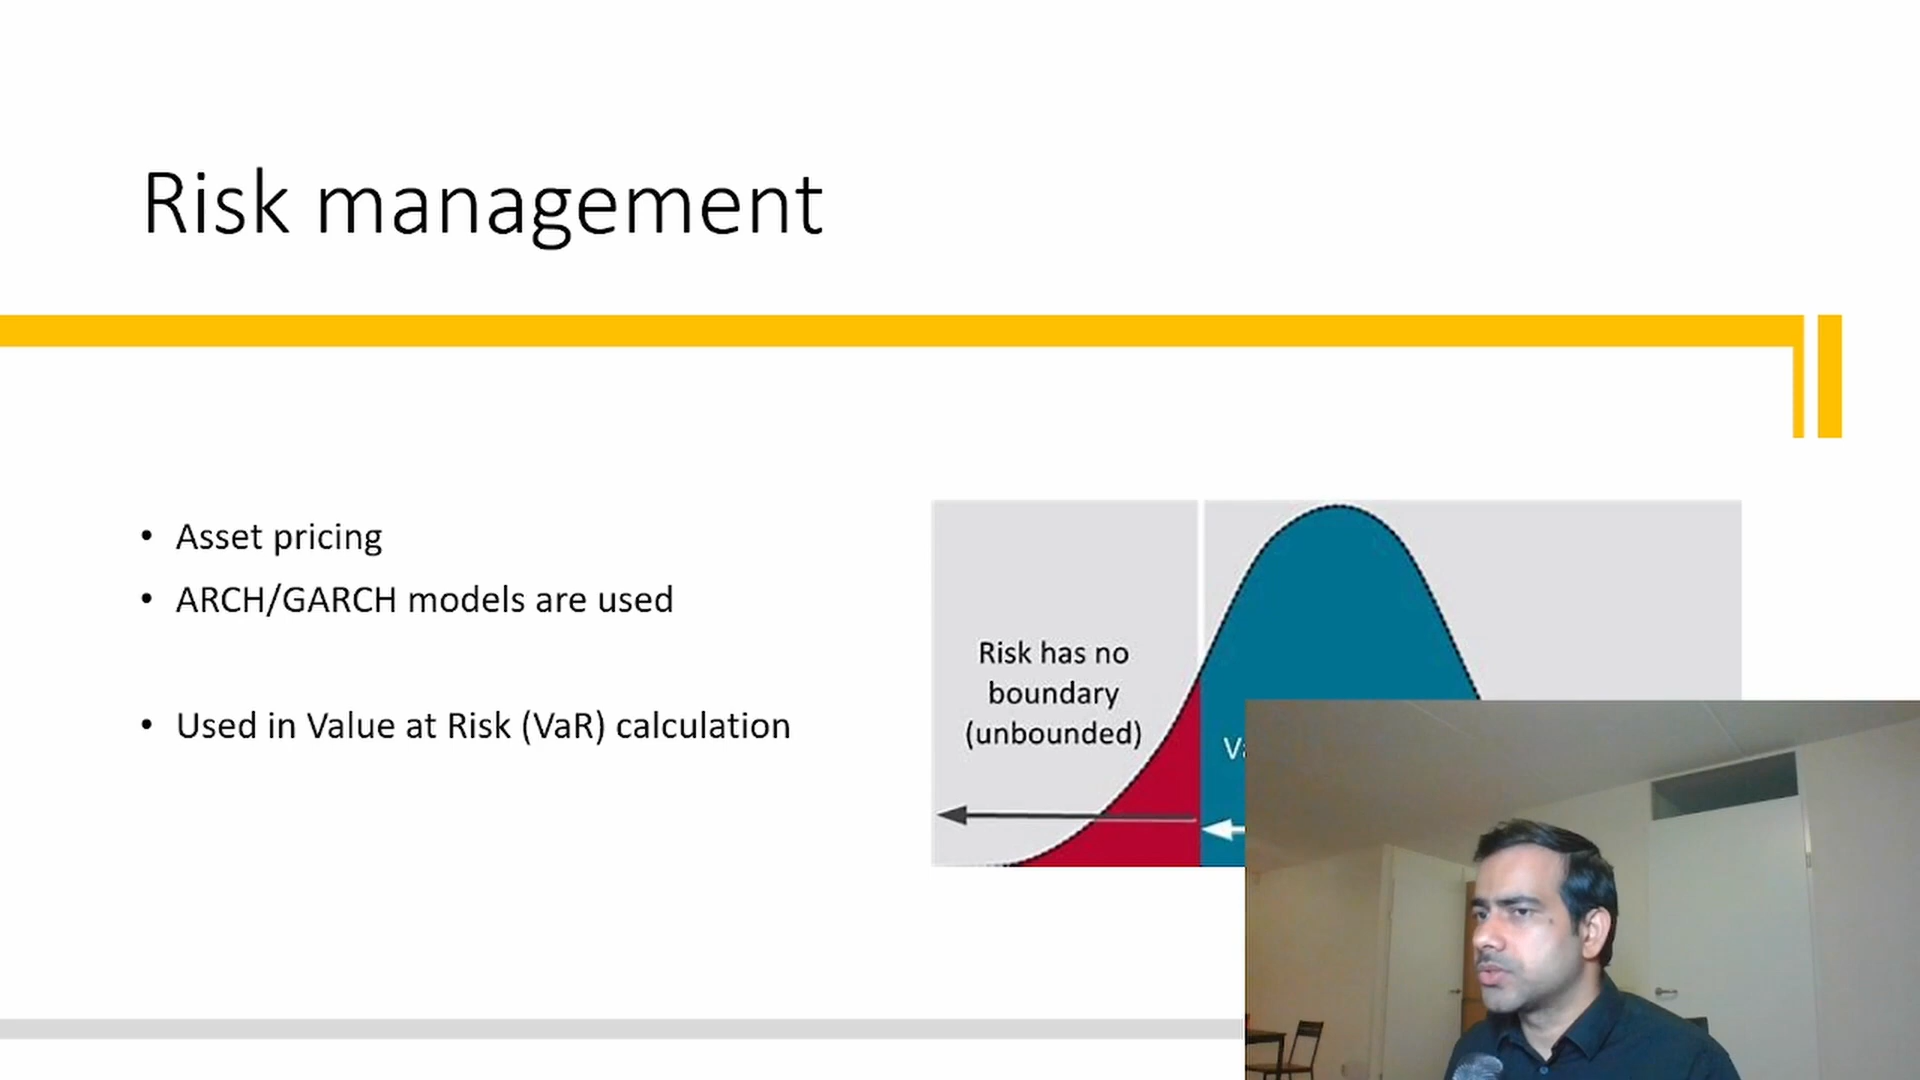 Risk management
• Asset pricing
• ARCH/GARCH models are used
• Used in Value at Risk (VaR) calculation
Risk has no
boundary
(unbounded)